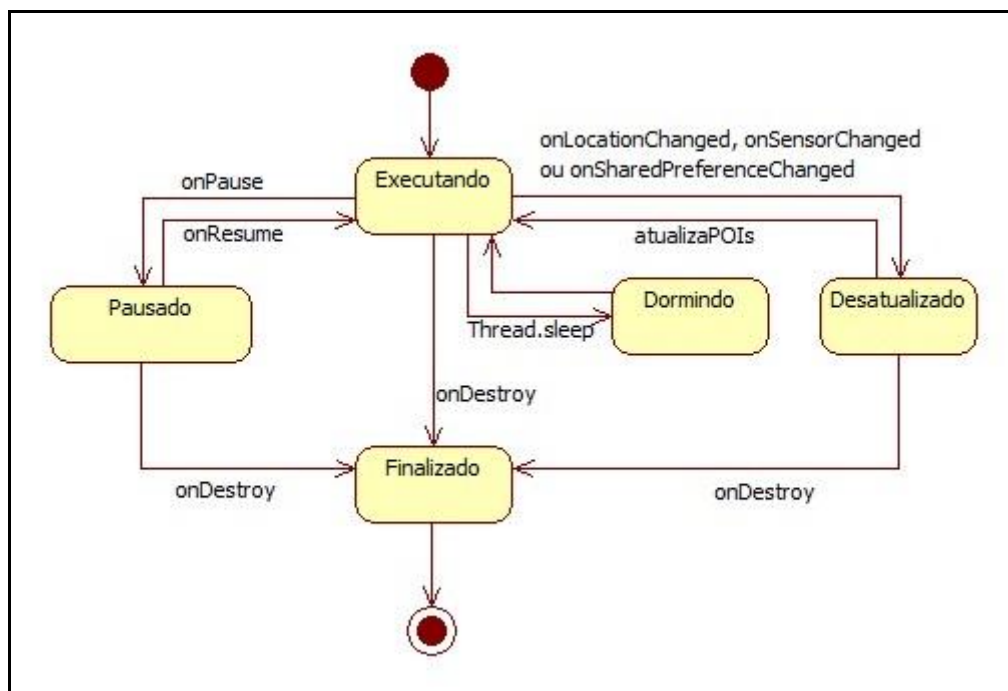 onLocationChanged, onSensorChanged
ou onSharedPreferenceChanged
onPause
Executando
onResume
atualizaPOIs
Pausado
Dormindo
Desatualizado
Thread.sleep
onDestroy
Finalizado
onDestroy
onDestroy